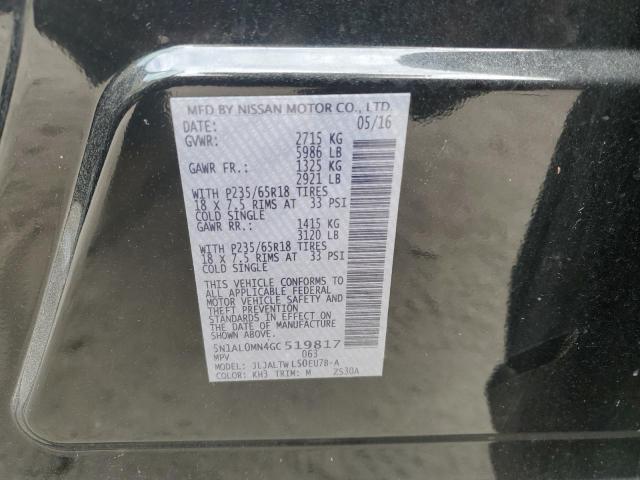 MFD BY NISSAN MOTOR CO., LTD.
DATE: 05/16
GVWR: 2715 KG
5986 LB
GAWR FR.: 1325 KG
2921 LB
WITH P235/65R18 TIRES
18 X 7.5 RIMS AT 33 PSI
COLD SINGLE
GAWR RR.: 1415 KG
3120 LB
WITH P235/65R18 TIRES
18 X 7.5 RIMS AT 33 PSI
COLD SINGLE
THIS VEHICLE CONFORMS TO
ALL APPLICABLE FEDERAL
MOTOR VEHICLE SAFETY AND
THEFT PREVENTION
STANDARDS IN EFFECT ON
THE DATE OF MANUFACTURE
SHOWN ABOVE.
5N1AL0MN4GC519817
MPV 063
MODEL: JLJALTWL50EU7B-A
COLOR: KH3 TRIM: M ZS30A